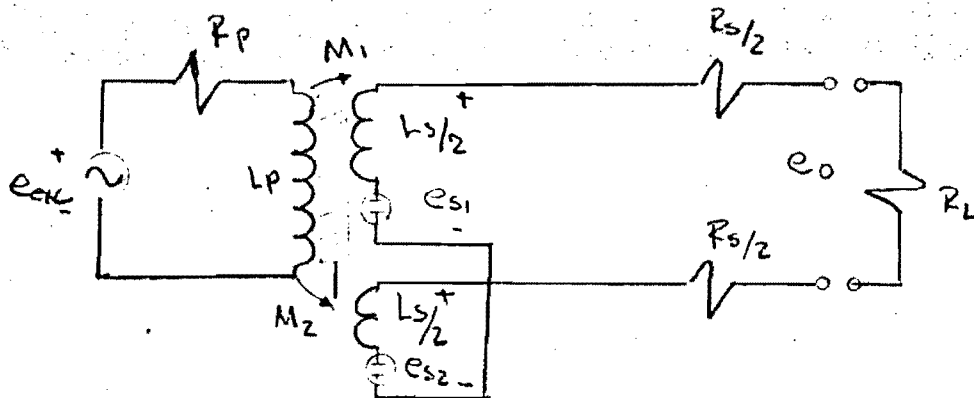 Rp
M1
Rs/2
+
Ls/2
+
eex
-
Lp
es1
-
eo
RL
Rs/2
M2
Ls/2
+
es2
-